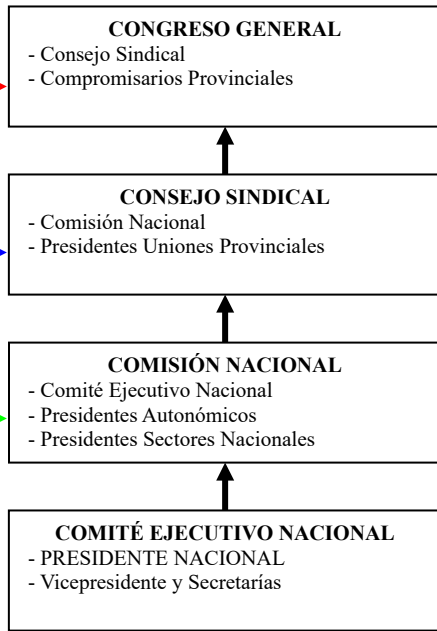 CONGRESO GENERAL
- Consejo Sindical
- Compromisarios Provinciales
CONSEJO SINDICAL
- Comisión Nacional
- Presidentes Uniones Provinciales
COMISIÓN NACIONAL
- Comité Ejecutivo Nacional
- Presidentes Autonómicos
- Presidentes Sectores Nacionales
COMITÉ EJECUTIVO NACIONAL
- PRESIDENTE NACIONAL
- Vicepresidente y Secretarías